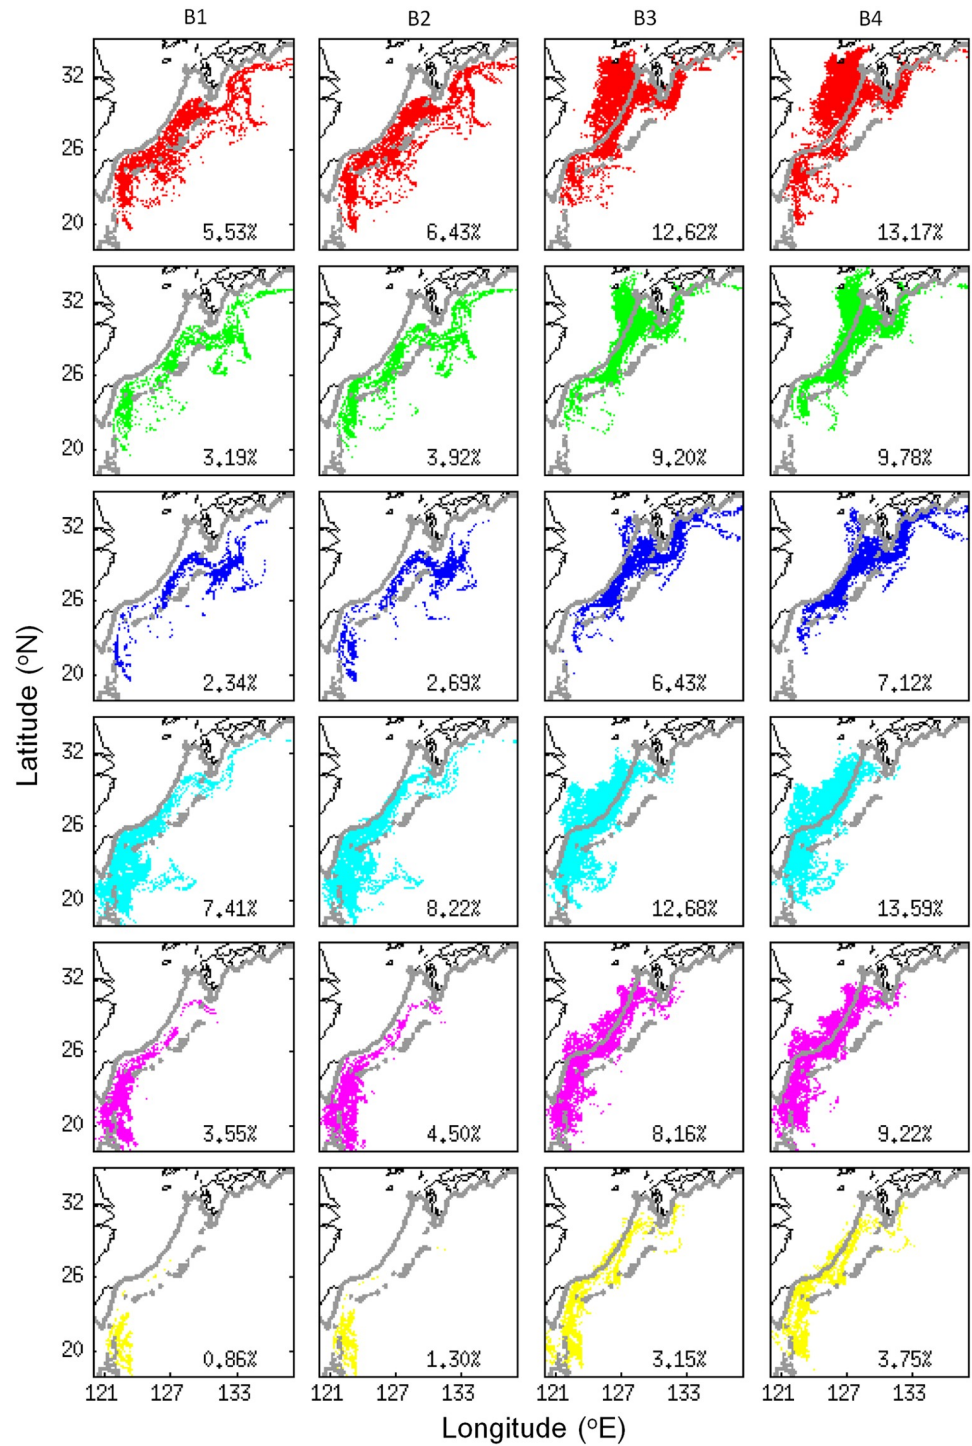 B1 B2 B3 B4
32
26
20
5.53% 6.43% 12.62% 13.17%
32
26
20
3.19% 3.92% 9.20% 9.78%
32
26
20
2.34% 2.69% 6.43% 7.12%
32
26
20
7.41% 8.22% 12.68% 13.59%
32
26
20
3.55% 4.50% 8.16% 9.22%
32
26
20
0.86% 1.30% 3.15% 3.75%
121 127 133 121 127 133 121 127 133 121 127 133
Latitude (ºN)
Longitude (ºE)